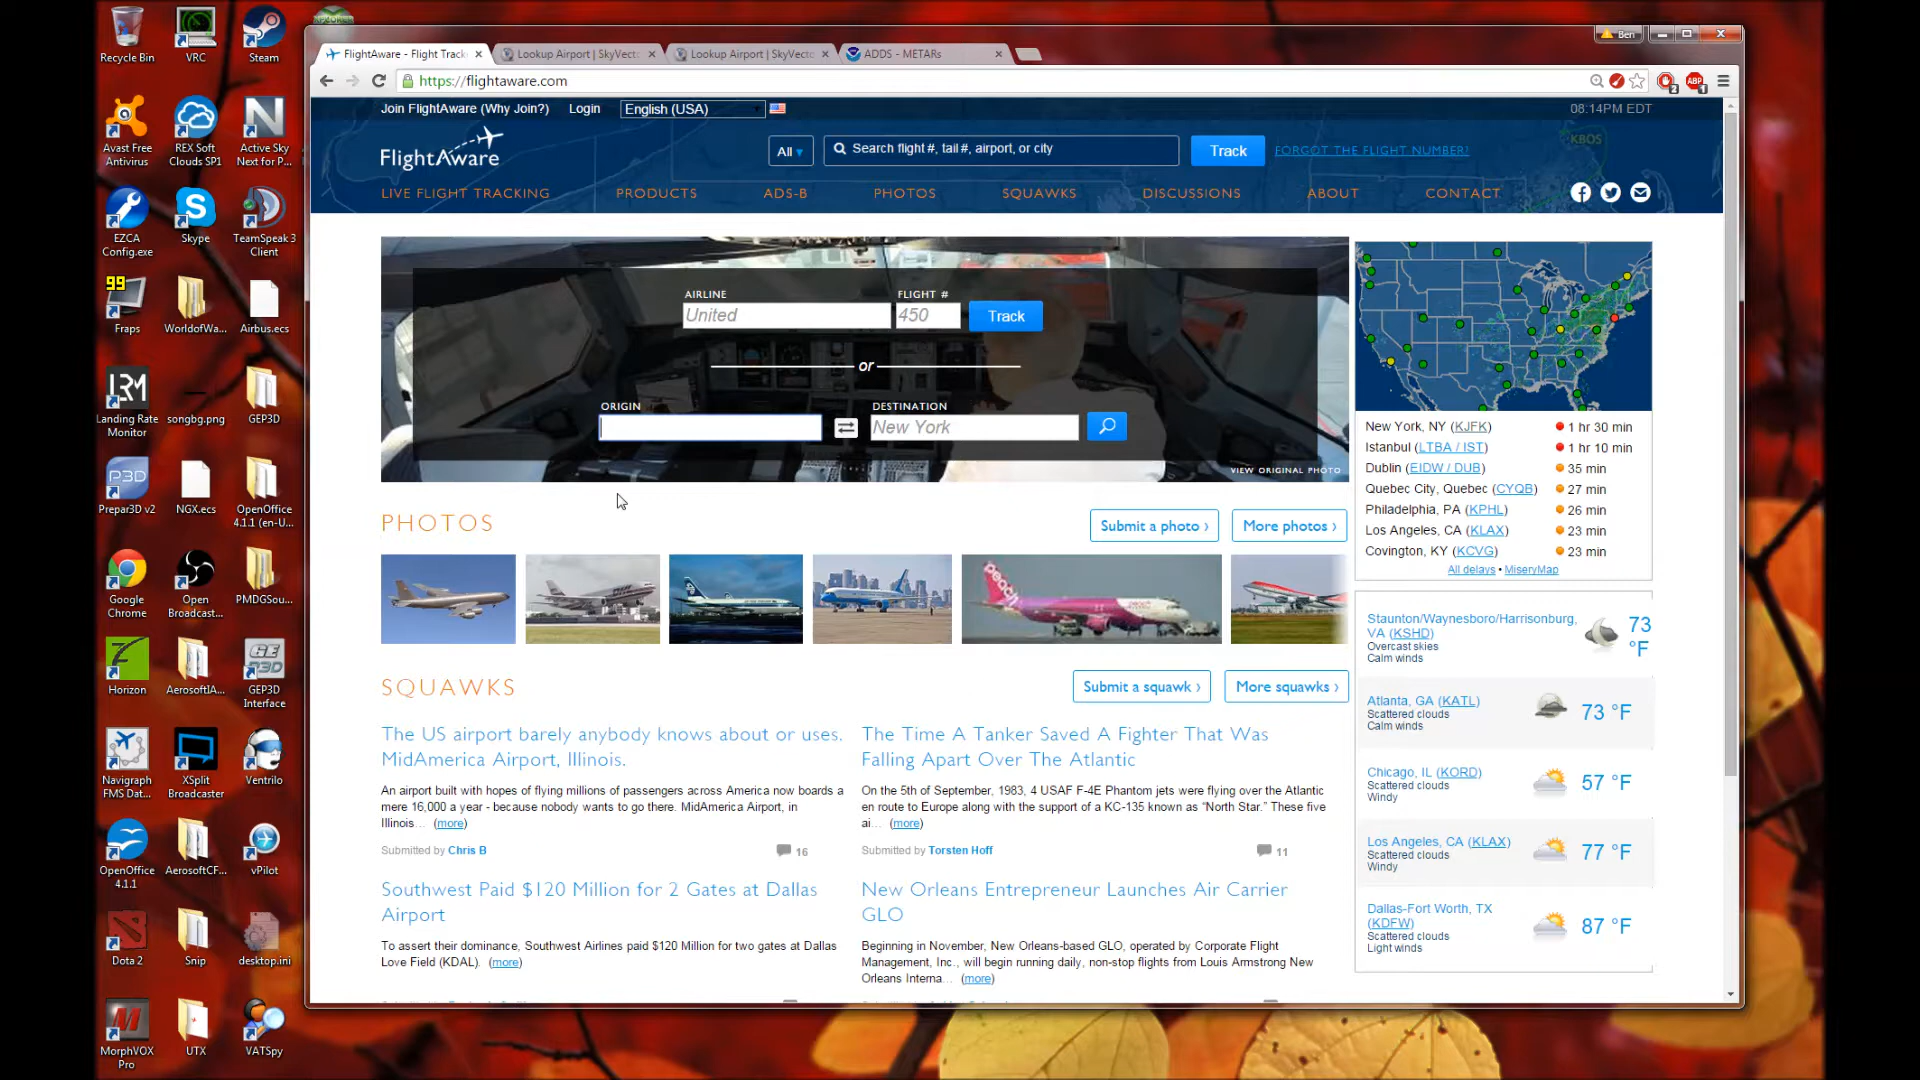 Recycle Bin
VRC
Steam
Avast Free
Antivirus
REX Soft
Clouds SP1
Active Sky
Next for P...
EZCA
Config.exe
Skype
TeamSpeak 3
Client
99
Fraps
WorldofWa...
Airbus.ecs
LRM
Landing Rate
Monitor
songbg.png
GEP3D
P3D
Prepar3D v2
NGX.ecs
OpenOffice
4.1.1 (en-U...
Google
Chrome
Open
Broadcast...
PMDGSou...
Horizon
AerosoftIA...
GEP3D
Interface
Navigraph
FMS Dat...
XSplit
Broadcaster
Ventrilo
OpenOffice
4.1.1
AerosoftCF...
vPilot
Dota 2
Snip
desktop.ini
MorphVOX
Pro
UTX
VATSpy
Ben
FlightAware - Flight Track
Lookup Airport | SkyVecto
Lookup Airport | SkyVecto
ADDS - METARs
https://flightaware.com
ABP
2
1
Join FlightAware (Why Join?) Login English (USA) 08:14PM EDT
FlightAware
All Search flight #, tail #, airport, or city Track FORGOT THE FLIGHT NUMBER?
KBOS
LIVE FLIGHT TRACKING PRODUCTS ADS-B PHOTOS SQUAWKS DISCUSSIONS ABOUT CONTACT
AIRLINE FLIGHT #
United 450 Track
or
ORIGIN DESTINATION
New York
VIEW ORIGINAL PHOTO
PHOTOS Submit a photo › More photos ›
peach
SQUAWKS Submit a squawk › More squawks ›
The US airport barely anybody knows about or uses.
MidAmerica Airport, Illinois.
An airport built with hopes of flying millions of passengers across America now boards a
mere 16,000 a year - because nobody wants to go there. MidAmerica Airport, in
Illinois... (more)
Submitted by Chris B 16
The Time A Tanker Saved A Fighter That Was
Falling Apart Over The Atlantic
On the 5th of September, 1983, 4 USAF F-4E Phantom jets were flying over the Atlantic
en route to Europe along with the support of a KC-135 known as “North Star.” These five
ai... (more)
Submitted by Torsten Hoff 11
Southwest Paid $120 Million for 2 Gates at Dallas
Airport
To assert their dominance, Southwest Airlines paid $120 Million for two gates at Dallas
Love Field (KDAL). (more)
New Orleans Entrepreneur Launches Air Carrier
GLO
Beginning in November, New Orleans-based GLO, operated by Corporate Flight
Management, Inc., will begin running daily, non-stop flights from Louis Armstrong New
Orleans Interna... (more)
New York, NY (KJFK) 1 hr 30 min
Istanbul (LTBA / IST) 1 hr 10 min
Dublin (EIDW / DUB) 35 min
Quebec City, Quebec (CYQB) 27 min
Philadelphia, PA (KPHL) 26 min
Los Angeles, CA (KLAX) 23 min
Covington, KY (KCVG) 23 min
All delays • MiseryMap
Staunton/Waynesboro/Harrisonburg,
VA (KSHD)
Overcast skies
Calm winds
73
°F
Atlanta, GA (KATL)
Scattered clouds
Calm winds
73 °F
Chicago, IL (KORD)
Scattered clouds
Windy
57 °F
Los Angeles, CA (KLAX)
Scattered clouds
Windy
77 °F
Dallas-Fort Worth, TX
(KDFW)
Scattered clouds
Light winds
87 °F